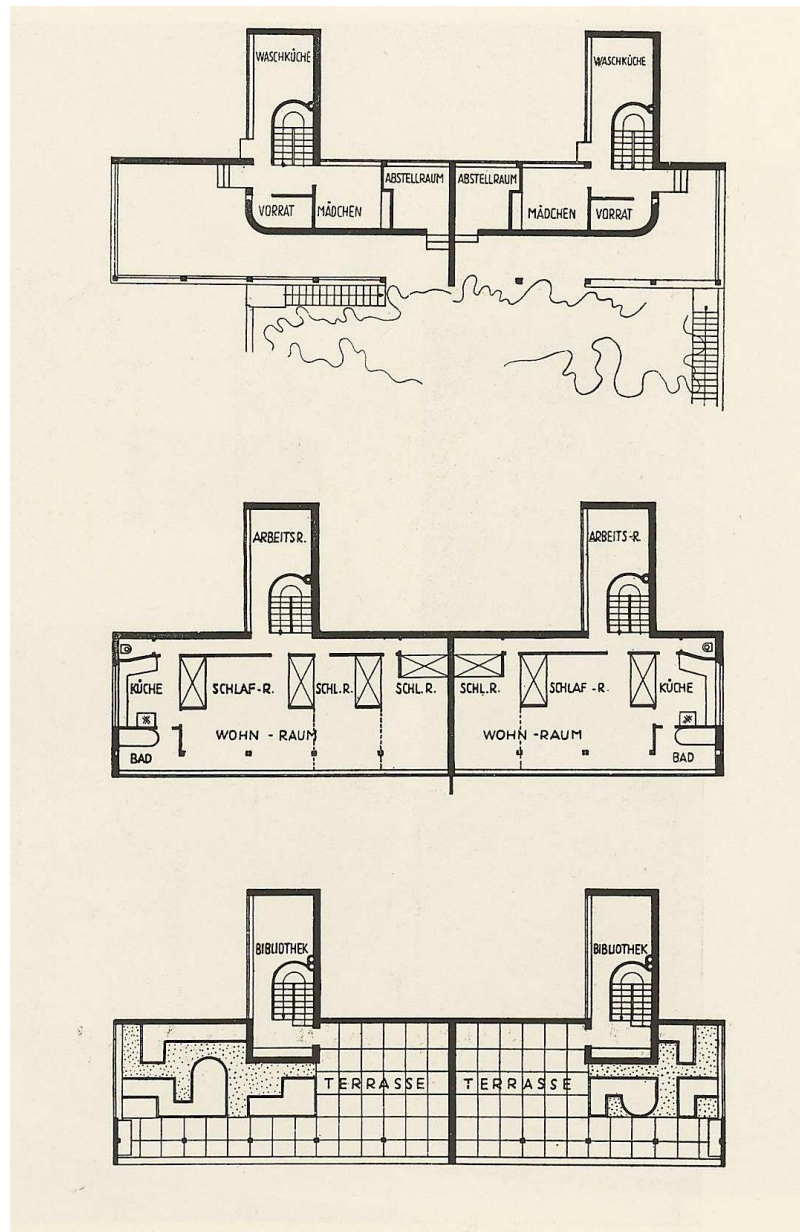 WASCHKÜCHE WASCHKÜCHE
ABSTELLRAUM ABSTELLRAUM
VORRAT MÄDCHEN MÄDCHEN VORRAT
ARBEITSR. ARBEITS-R.
KÜCHE SCHLAF-R. SCHL.R. SCHL.R. SCHL.R. SCHLAF-R. KÜCHE
WOHN-RAUM WOHN-RAUM
BAD BAD
BIBLIOTHEK BIBLIOTHEK
TERRASSE TERRASSE